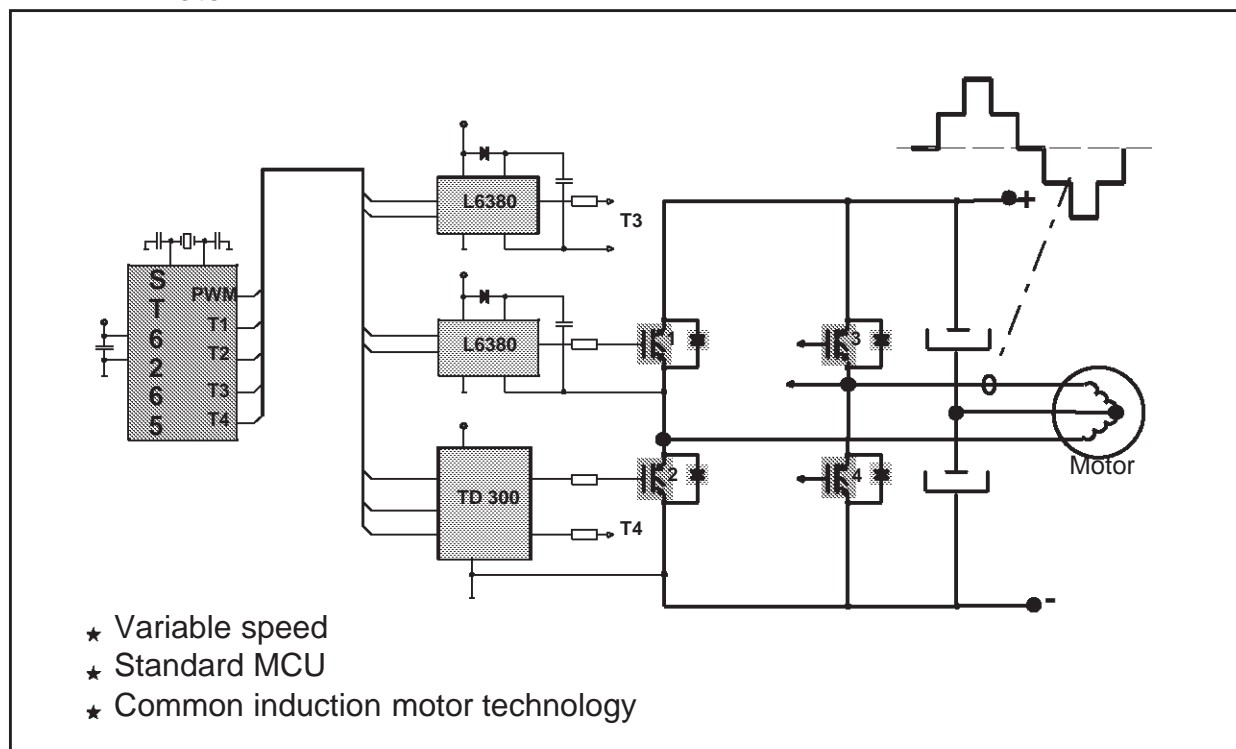 L6380
T3
+
S
T
6
2
6
5
PWM
T1
T2
T3
T4
L6380
1
3
0
Motor
TD 300
2
4
T4
-
★ Variable speed
★ Standard MCU
★ Common induction motor technology